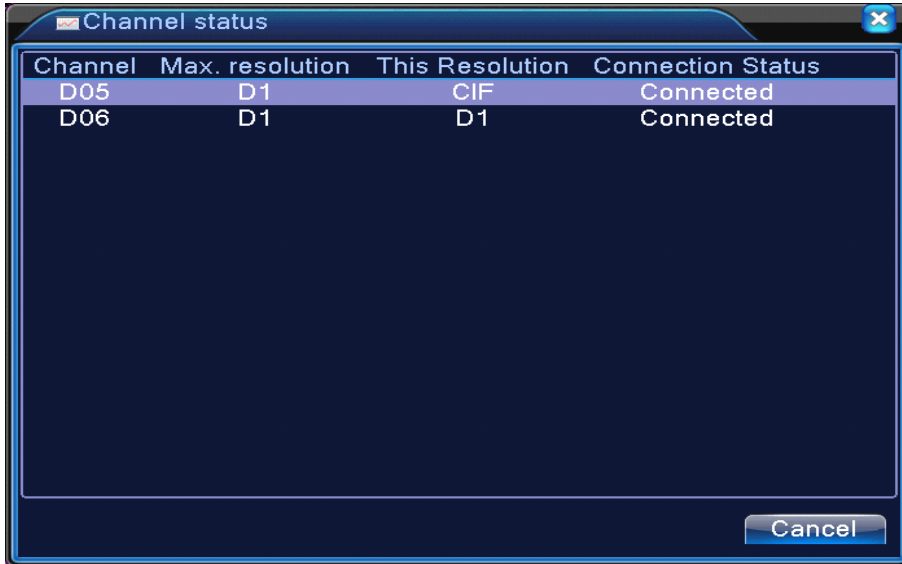 Channel status
Channel Max. resolution This Resolution Connection Status
D05 D1 CIF Connected
D06 D1 D1 Connected
Cancel